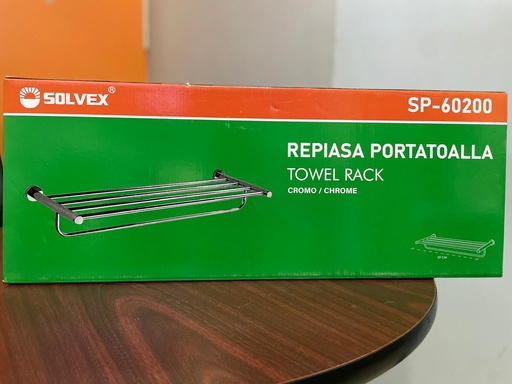 SOLVEX®
SP-60200
REPIASA PORTATOALLA
TOWEL RACK
CROMO / CHROME